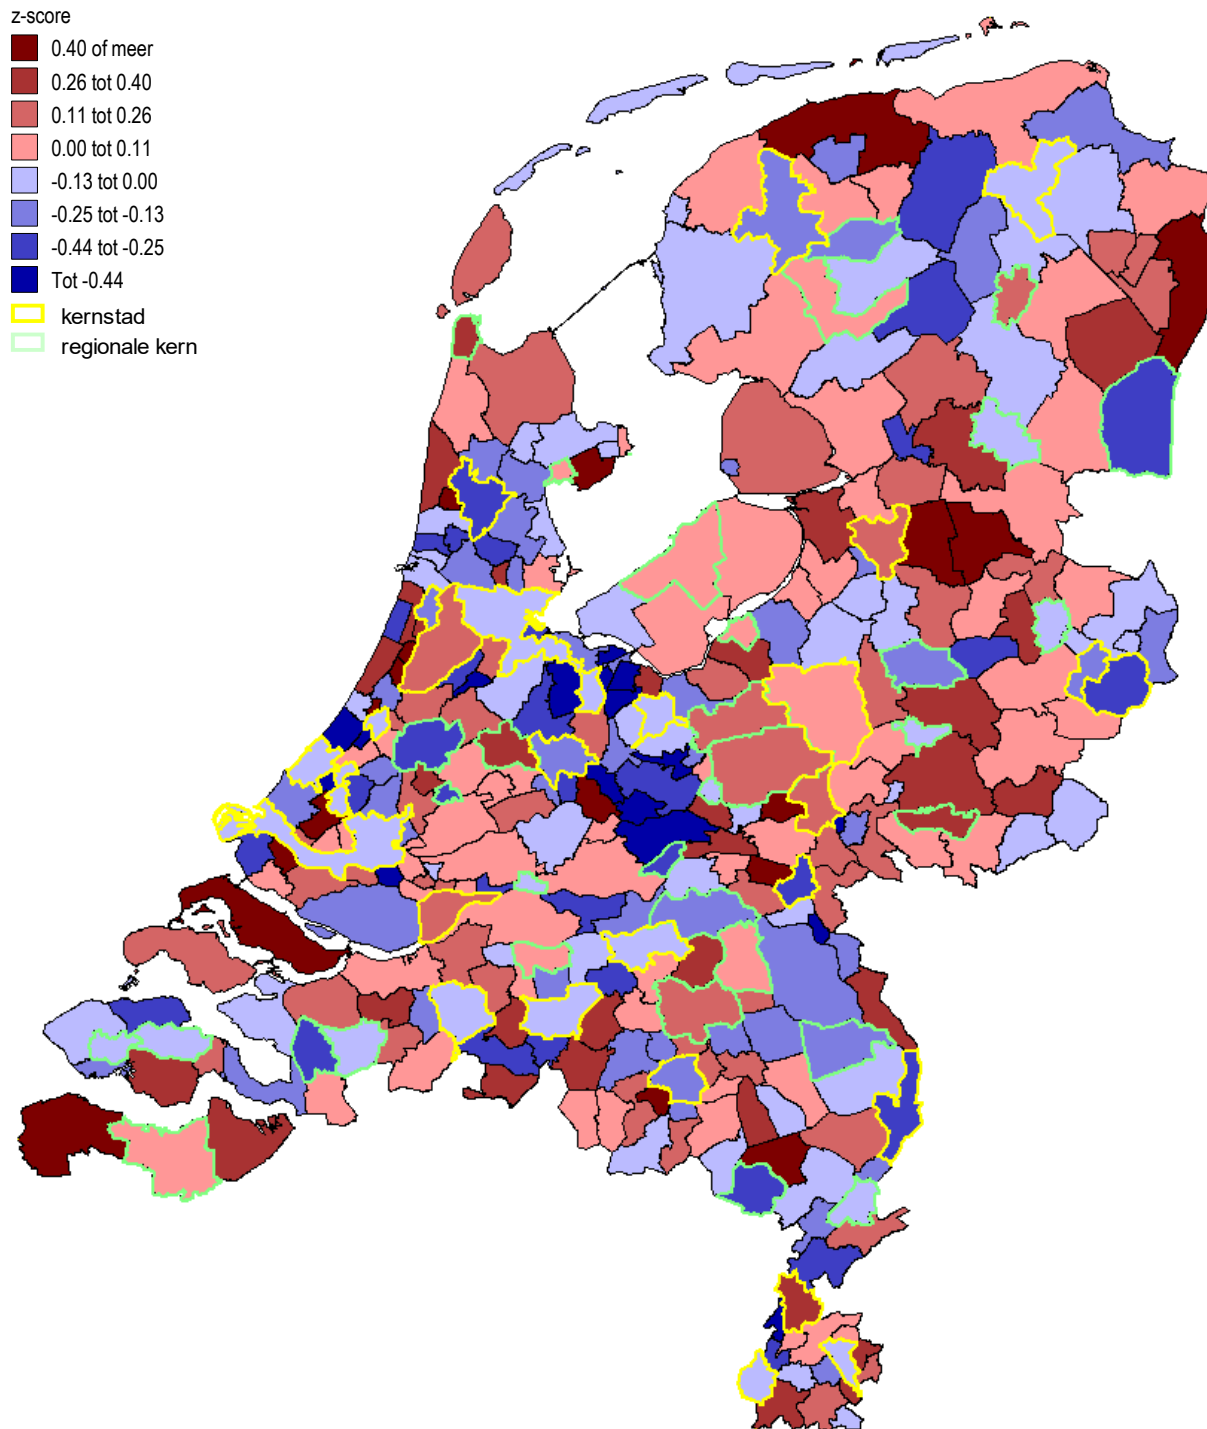 z-score
0.40 of meer
0.26 tot 0.40
0.11 tot 0.26
0.00 tot 0.11
-0.13 tot 0.00
-0.25 tot -0.13
-0.44 tot -0.25
Tot -0.44
kernstad
regionale kern